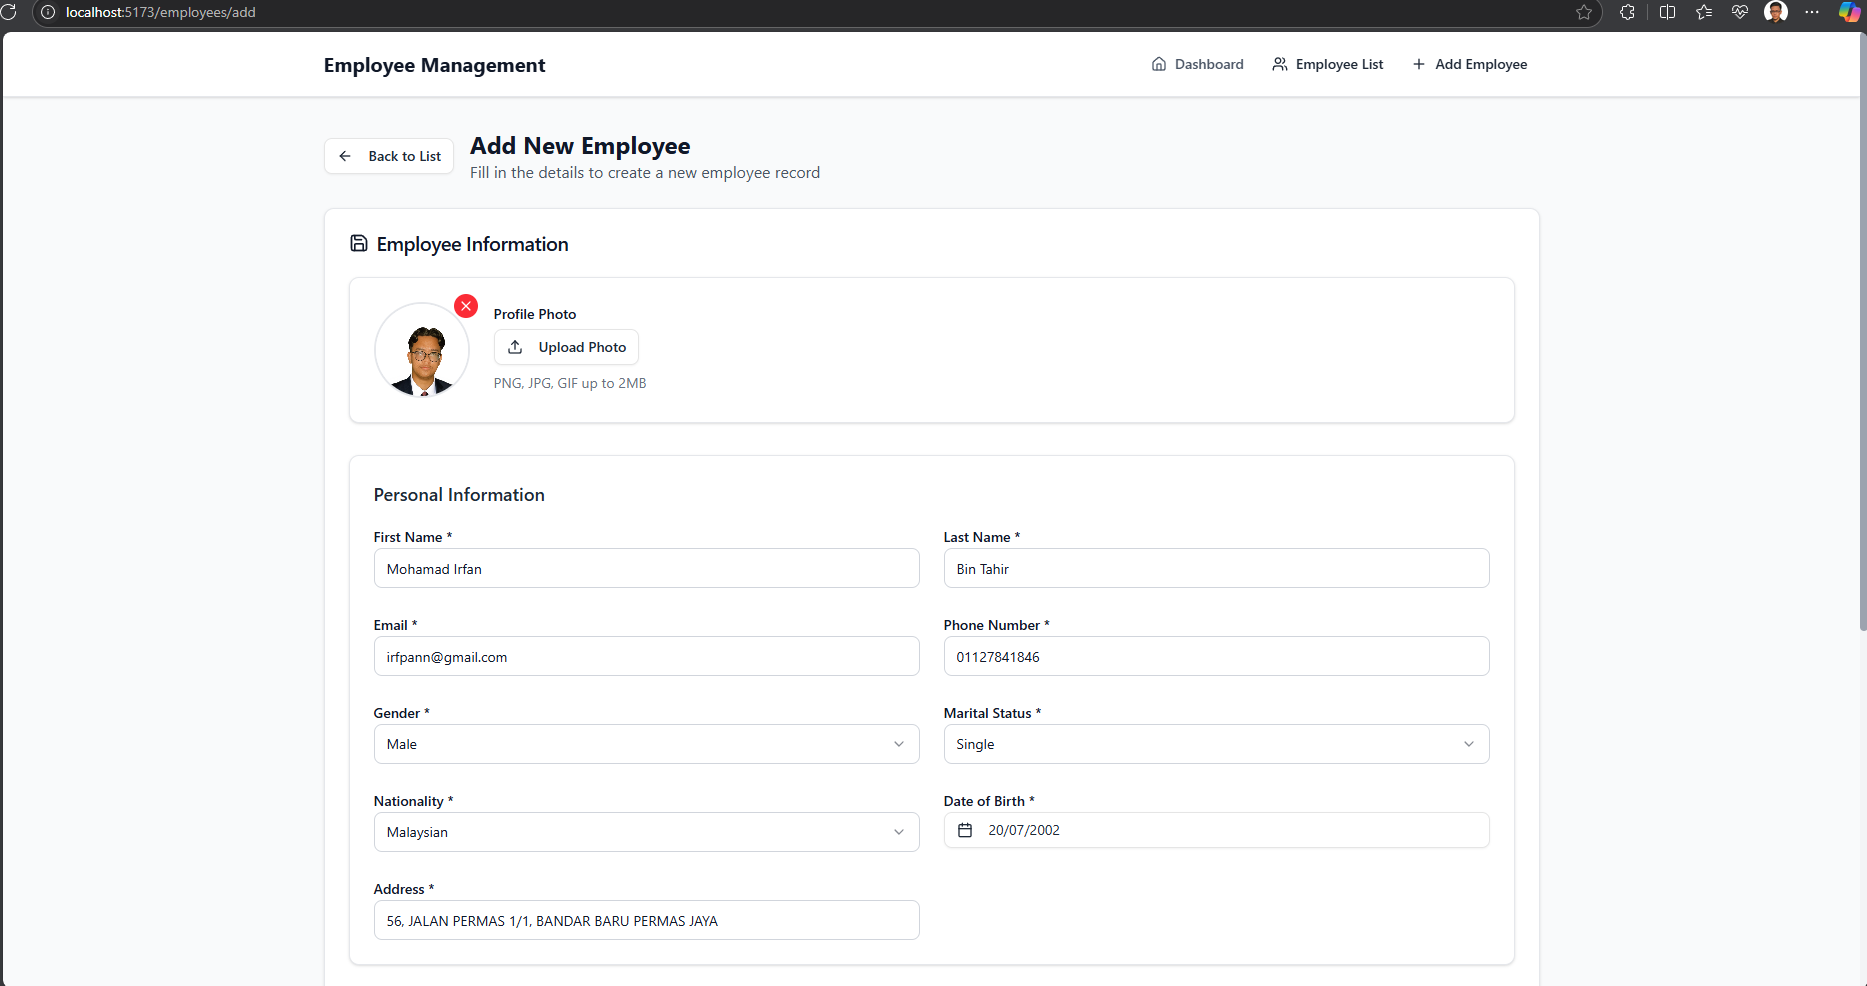 localhost:5173/employees/add
Employee Management
Dashboard
Employee List
Add Employee
Back to List
Add New Employee
Fill in the details to create a new employee record
Employee Information
Profile Photo
Upload Photo
PNG, JPG, GIF up to 2MB
Personal Information
First Name *
Last Name *
Mohamad Irfan
Bin Tahir
Email *
Phone Number *
irfpann@gmail.com
01127841846
Gender *
Marital Status *
Male
Single
Nationality *
Date of Birth *
Malaysian
20/07/2002
Address *
56, JALAN PERMAS 1/1, BANDAR BARU PERMAS JAYA